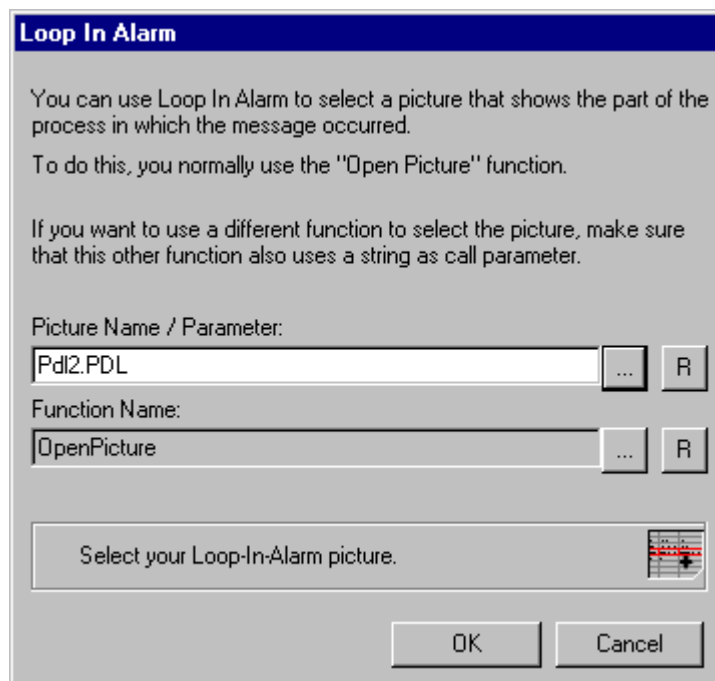 Loop In Alarm
You can use Loop In Alarm to select a picture that shows the part of the
process in which the message occurred.
To do this, you normally use the "Open Picture" function.
If you want to use a different function to select the picture, make sure
that this other function also uses a string as call parameter.
Picture Name / Parameter:
Pdl2.PDL ... R
Function Name:
OpenPicture ... R
Select your Loop-In-Alarm picture.
OK Cancel